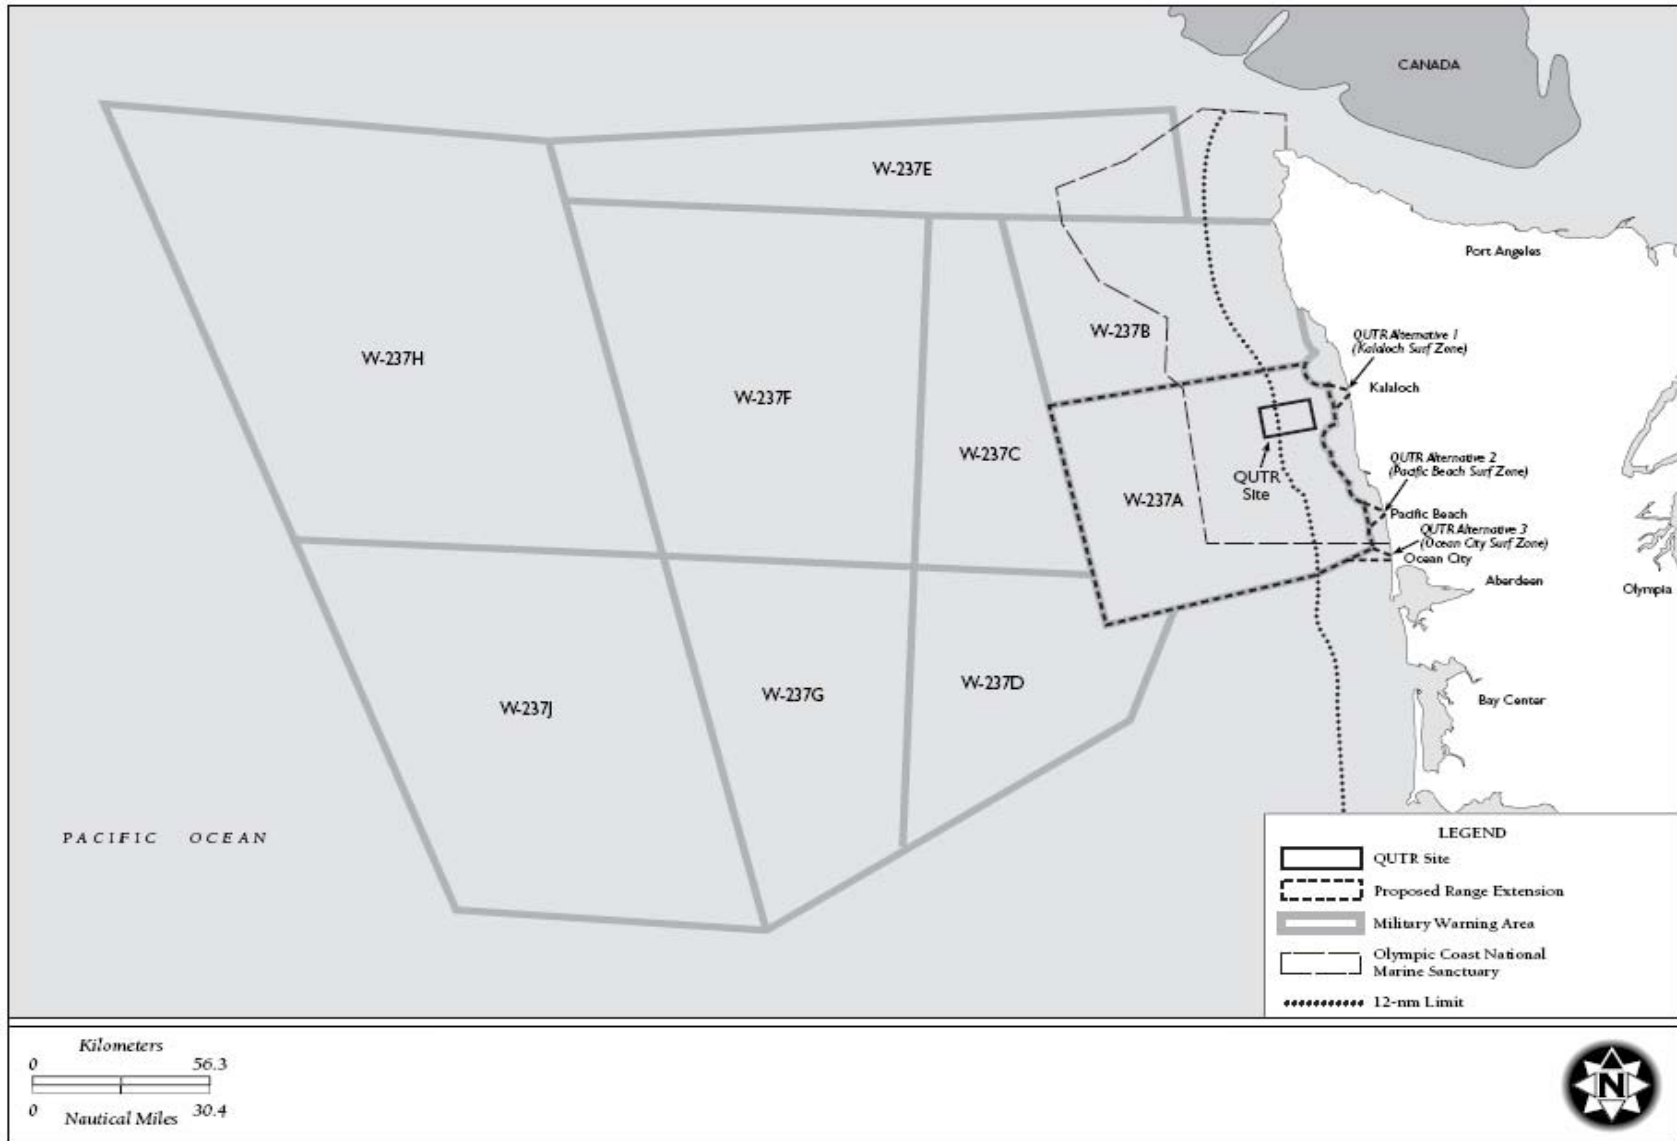 CANADA
W-237E
Port Angeles
W-237B
QUTR Alternative 1
(Kalaloch Surf Zone)
W-237H
Kalaloch
W-237F
W-237C
QUTR Alternative 2
(Pacific Beach Surf Zone)
QUTR
Site
W-237A
Pacific Beach
QUTR Alternative 3
(Ocean City Surf Zone)
Ocean City
Aberdeen
Olympia
W-237D
W-237G
W-237J
Bay Center
PACIFIC OCEAN
LEGEND
QUTR Site
Proposed Range Extension
Military Warning Area
Olympic Coast National
Marine Sanctuary
12-nm Limit
Kilometers
0 56.3
0 30.4
Nautical Miles
N